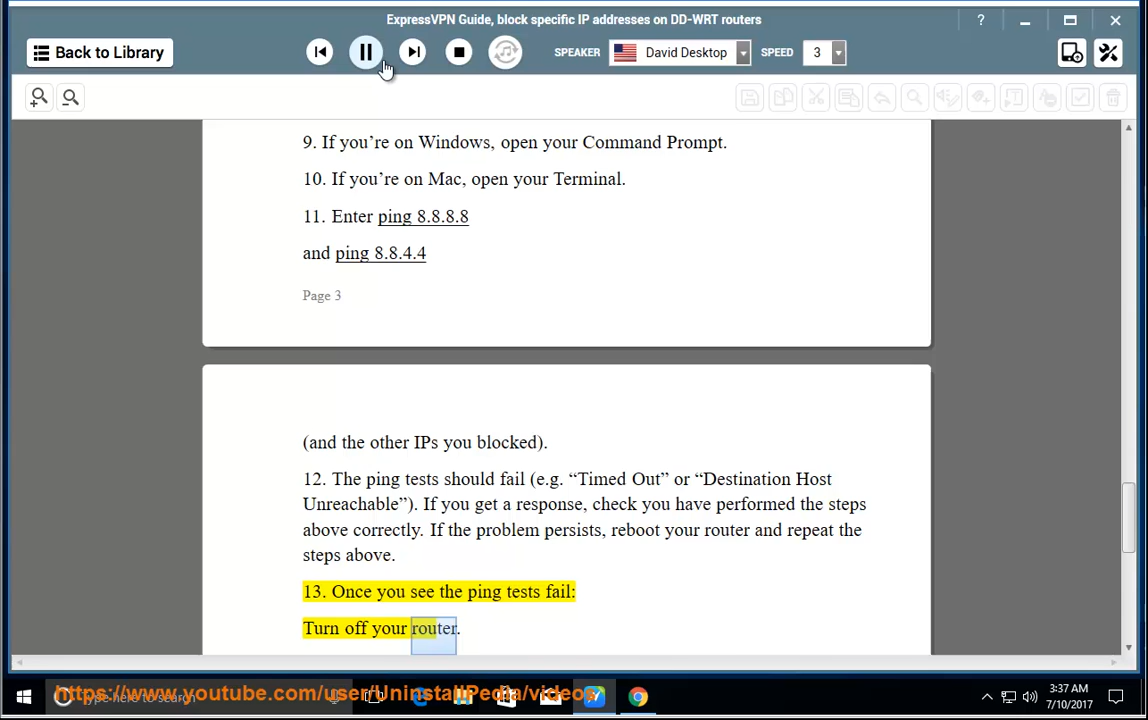 ExpressVPN Guide, block specific IP addresses on DD-WRT routers
?
Back to Library
SPEAKER
David Desktop
SPEED
3
9. If you’re on Windows, open your Command Prompt.
10. If you’re on Mac, open your Terminal.
11. Enter ping 8.8.8.8
and ping 8.8.4.4
Page 3
(and the other IPs you blocked).
12. The ping tests should fail (e.g. “Timed Out” or “Destination Host
Unreachable”). If you get a response, check you have performed the steps
above correctly. If the problem persists, reboot your router and repeat the
steps above.
13. Once you see the ping tests fail:
Turn off your router.
Type here to search
https://www.youtube.com/user/UninstallPedia/videos
3:37 AM
7/10/2017